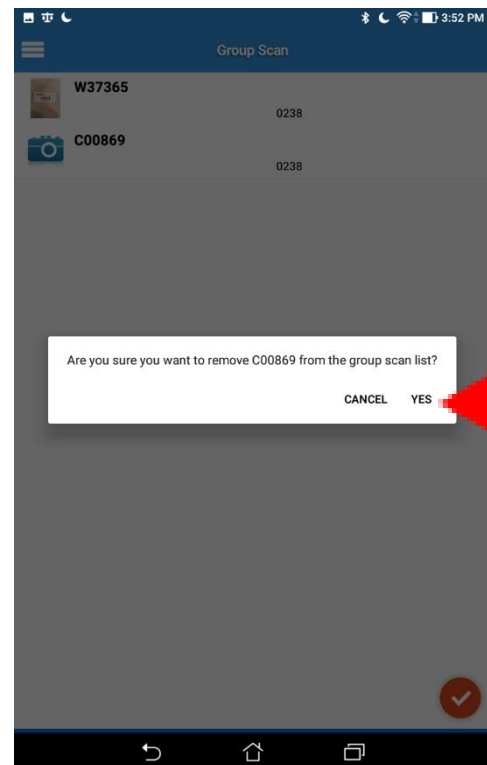 3:52 PM
Group Scan
W37365
0238
C00869
0238
Are you sure you want to remove C00869 from the group scan list?
CANCEL YES